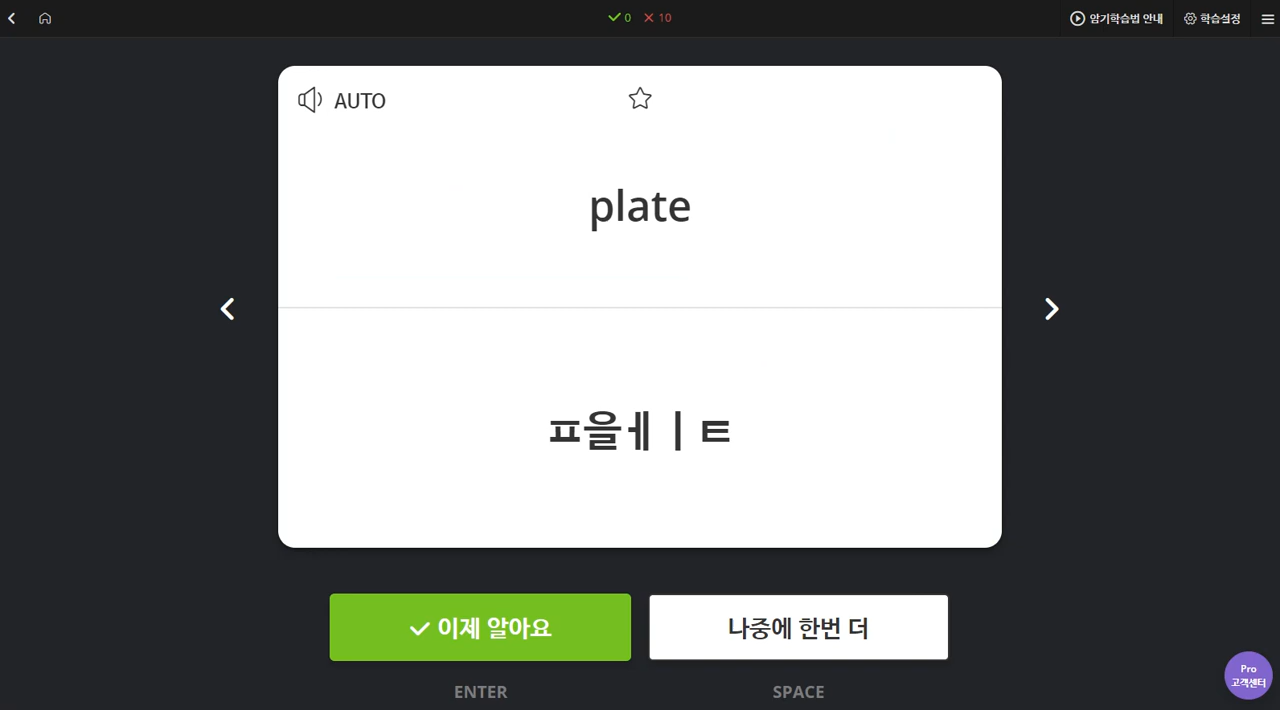 0 10 암기학습법 안내 학습설정
AUTO
plate
ㅍ을ㅔㅣㅌ
이제 알아요 나중에 한번 더
ENTER SPACE
Pro
고객센터